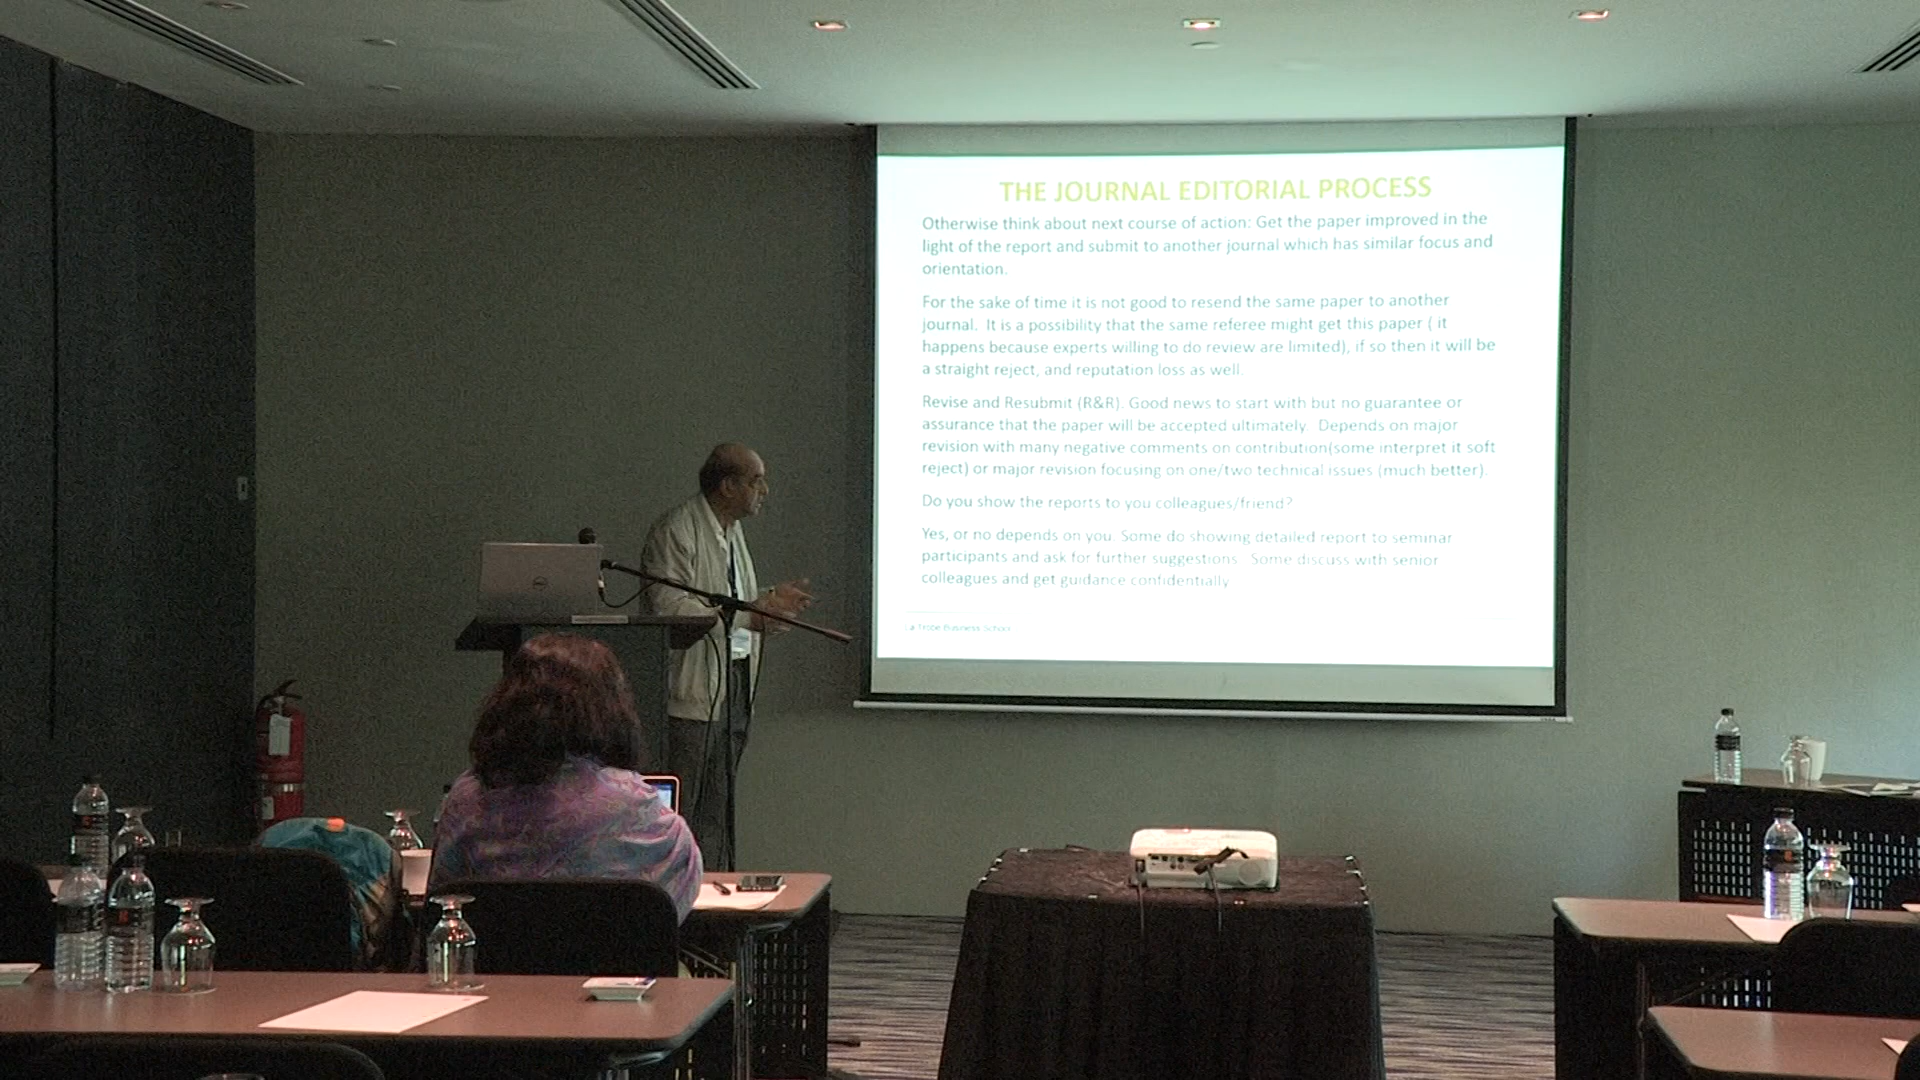 THE JOURNAL EDITORIAL PROCESS
Otherwise think about next course of action: Get the paper improved in the
light of the report and submit to another journal which has similar focus and
orientation.
For the sake of time it is not good to resend the same paper to another
journal. It is a possibility that the same referee might get this paper ( it
happens because experts willing to do review are limited), if so then it will be
a straight reject, and reputation loss as well.
Revise and Resubmit (R&R). Good news to start with but no guarantee or
assurance that the paper will be accepted ultimately. Depends on major
revision with many negative comments on contribution(some interpret it soft
reject) or major revision focusing on one/two technical issues (much better).
Do you show the reports to you colleagues/friend?
Yes, or no depends on you. Some do showing detailed report to seminar
participants and ask for further suggestions. Some discuss with senior
colleagues and get guidance confidentially
La Trobe Business School
DELL